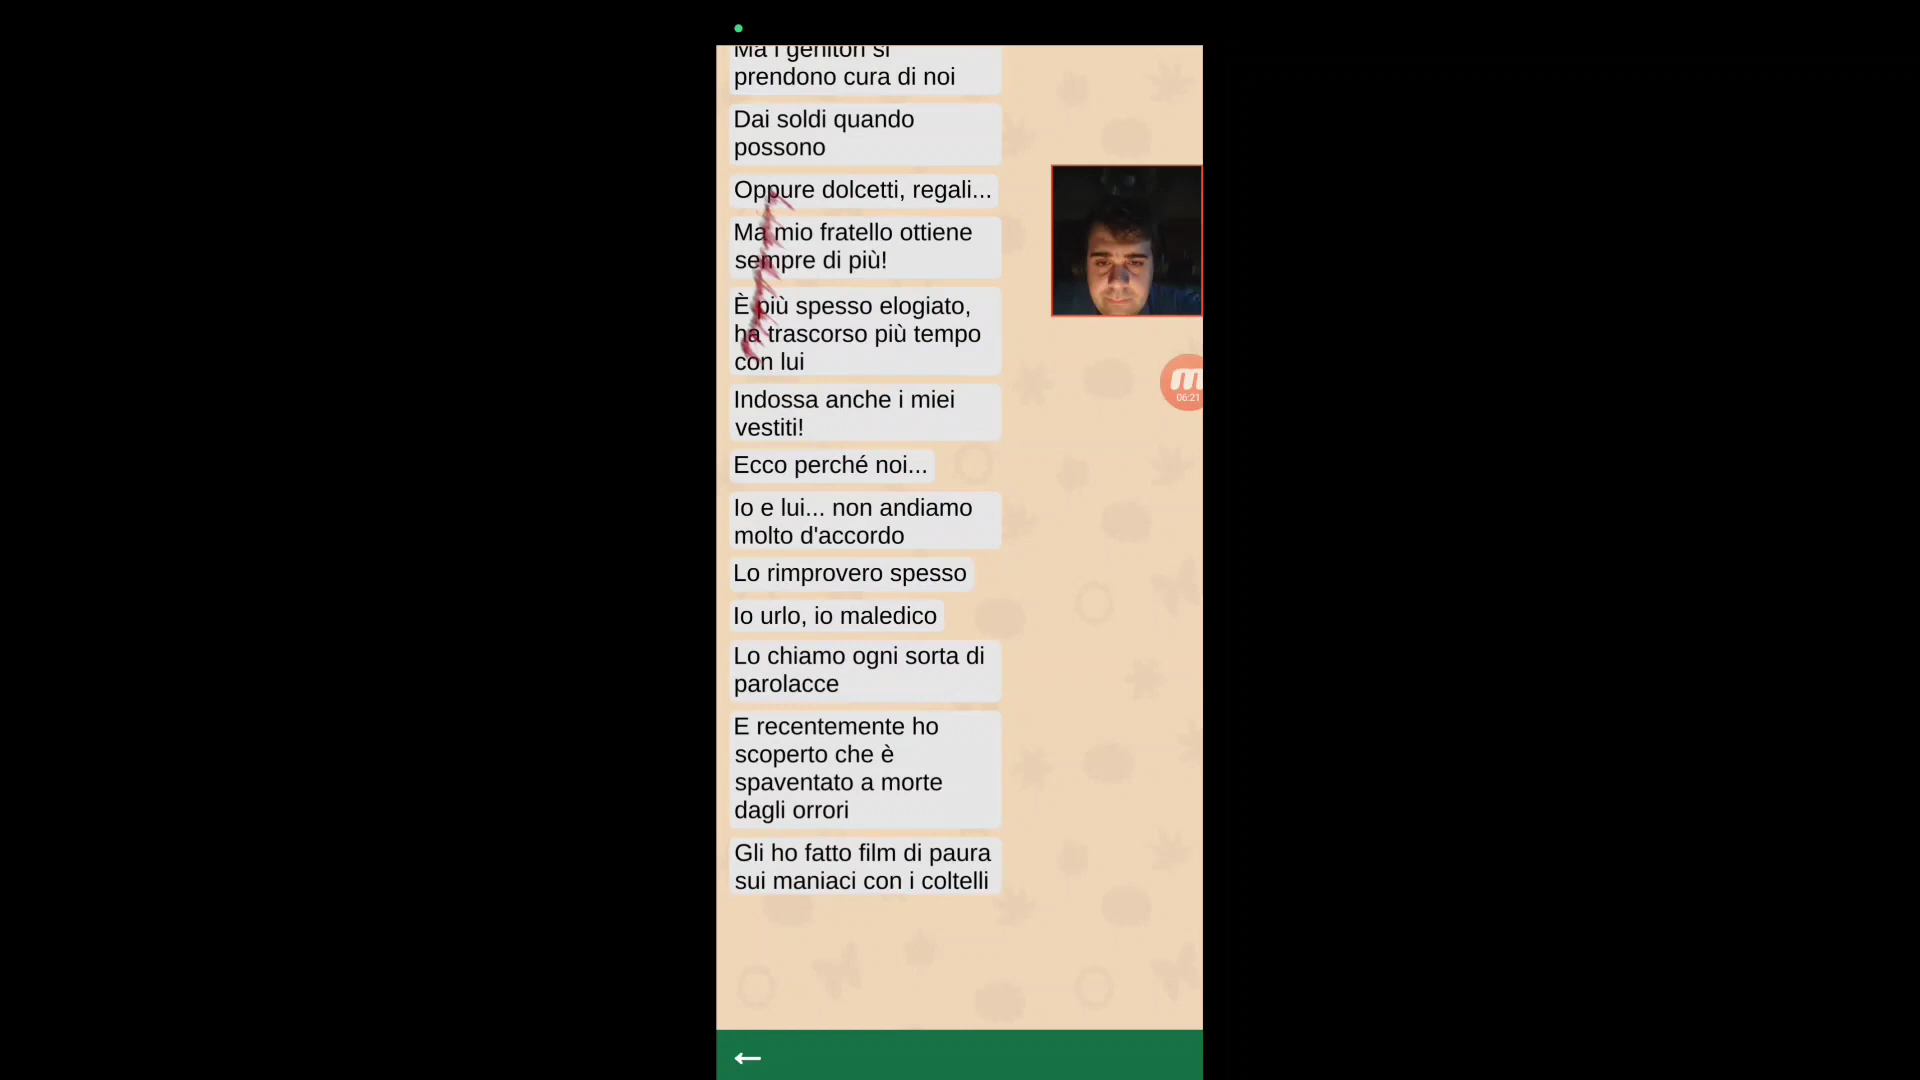 Ma i genitori si
prendono cura di noi
Dai soldi quando
possono
Oppure dolcetti, regali...
Ma mio fratello ottiene
sempre di più!
È più spesso elogiato,
ha trascorso più tempo
con lui
Indossa anche i miei
vestiti!
Ecco perché noi...
Io e lui... non andiamo
molto d'accordo
Lo rimprovero spesso
Io urlo, io maledico
Lo chiamo ogni sorta di
parolacce
E recentemente ho
scoperto che è
spaventato a morte
dagli orrori
Gli ho fatto film di paura
sui maniaci con i coltelli
m
06:21